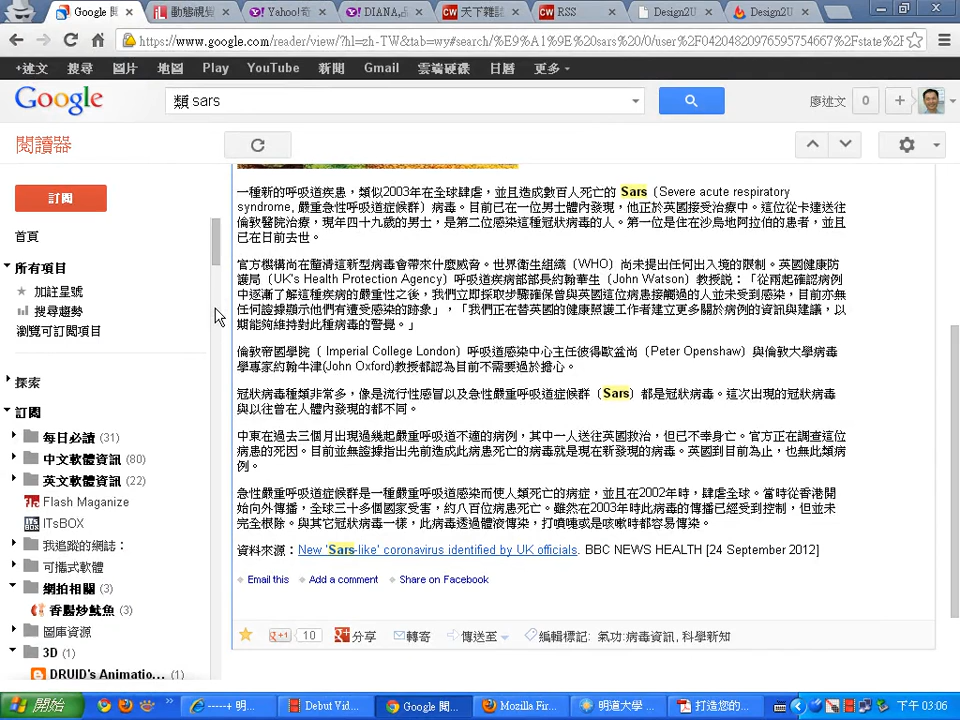 Google 閱
動態視覺
Yahoo!奇
DIANA,品
天下雜誌
RSS
Design2U
Design2U
https://www.google.com/reader/view/?hl=zh-TW&tab=wy#search/%E9%A1%9E%20sars%20/0/user%2F04204820976595754667%2Fstate%2F
+逑文 搜尋 圖片 地圖 Play YouTube 新聞 Gmail 雲端硬碟 日曆 更多
Google
類 sars
廖逑文 0 +
閱讀器
訂閱
首頁
所有項目
加註星號
搜尋趨勢
瀏覽可訂閱項目
探索
訂閱
每日必讀 (31)
中文軟體資訊 (80)
英文軟體資訊 (22)
Flash Maganize
ITsBOX
我追蹤的網誌：
可攜式軟體
網拍相關 (3)
香鬆炒魷魚 (3)
圖庫資源
3D (1)
DRUID's Animatio... (1)
一種新的呼吸道疾患，類似2003年在全球肆虐，並且造成數百人死亡的 Sars〔Severe acute respiratory
syndrome, 嚴重急性呼吸道症候群〕病毒。目前已在一位男士體內發現，他正於英國接受治療中。這位從卡達送往
倫敦醫院治療，現年四十九歲的男士，是第二位感染這種冠狀病毒的人。第一位是住在沙烏地阿拉伯的患者，並且
已在日前去世。
官方機構尚在釐清這新型病毒會帶來什麼威脅。世界衛生組織〔WHO〕尚未提出任何出入境的限制。英國健康防
護局〔UK's Health Protection Agency〕呼吸道疾病部部長約翰華生〔John Watson〕教授說：「從兩起確認病例
中逐漸了解這種疾病的嚴重性之後，我們立即採取步驟確保曾與英國這位病患接觸過的人並未受到感染，目前亦無
任何證據顯示他們有遭受感染的跡象」，「我們正在替英國的健康照護工作者建立更多關於病例的資訊與建議，以
期能夠維持對此種病毒的警覺。」
倫敦帝國學院〔 Imperial College London〕呼吸道感染中心主任彼得歐盆尚〔Peter Openshaw〕與倫敦大學病毒
學專家約翰牛津(John Oxford)教授都認為目前不需要過於擔心。
冠狀病毒種類非常多，像是流行性感冒以及急性嚴重呼吸道症候群〔Sars〕都是冠狀病毒。這次出現的冠狀病毒
與以往曾在人體內發現的都不同。
中東在過去三個月出現過幾起嚴重呼吸道不適的病例，其中一人送往英國救治，但已不幸身亡。官方正在調查這位
病患的死因。目前並無證據指出先前造成此病患死亡的病毒就是現在新發現的病毒。英國到目前為止，也無此類病
例。
急性嚴重呼吸道症候群是一種嚴重呼吸道感染而使人類死亡的病症，並且在2002年時，肆虐全球。當時從香港開
始向外傳播，全球三十多個國家受害，約八百位病患死亡。雖然在2003年時此病毒的傳播已經受到控制，但並未
完全根除。與其它冠狀病毒一樣，此病毒透過體液傳染，打噴嚏或是咳嗽時都容易傳染。
資料來源：New 'Sars-like' coronavirus identified by UK officials. BBC NEWS HEALTH [24 September 2012]
Email this Add a comment Share on Facebook
+1 10 分享 轉寄 傳送至 編輯標記: 氣功:病毒資訊, 科學新知
開始 -----+ 明... Debut Vid... Google 閱... Mozilla Fir... 明道大學 ... 打造您的... 下午 03:06